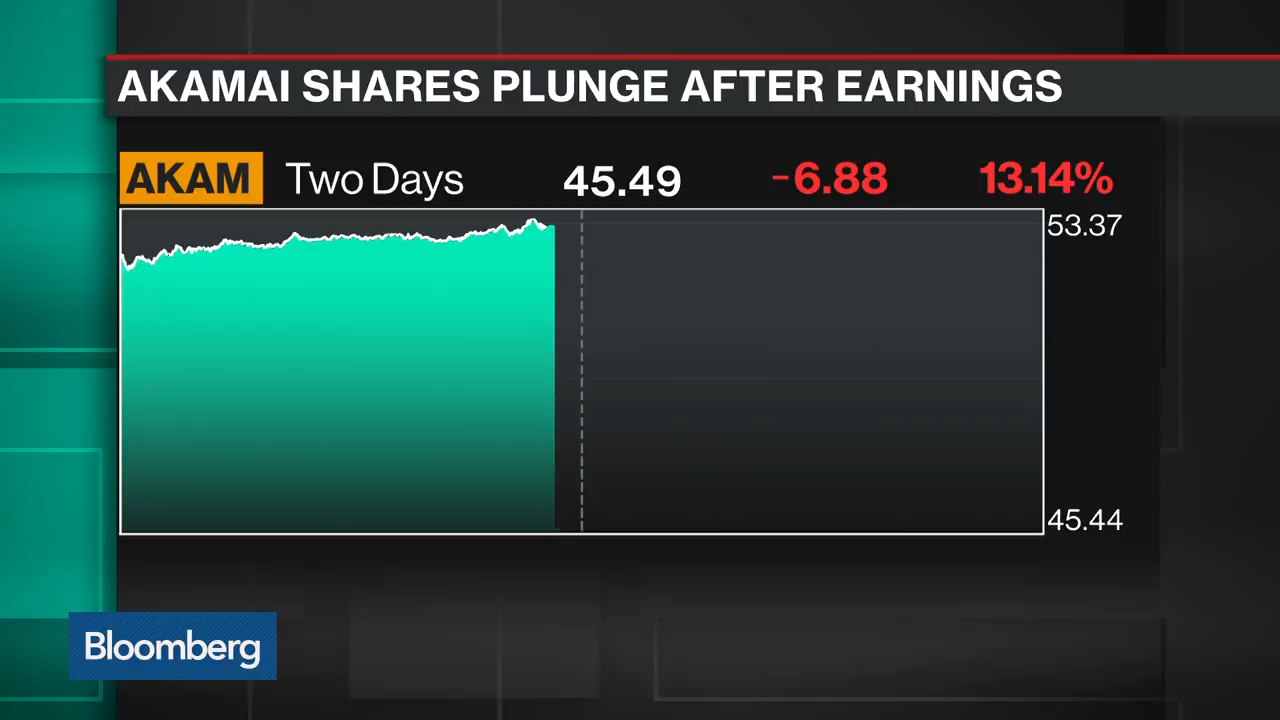 AKAMAI SHARES PLUNGE AFTER EARNINGS
AKAM Two Days 45.49 -6.88 13.14%
53.37
45.44
Bloomberg